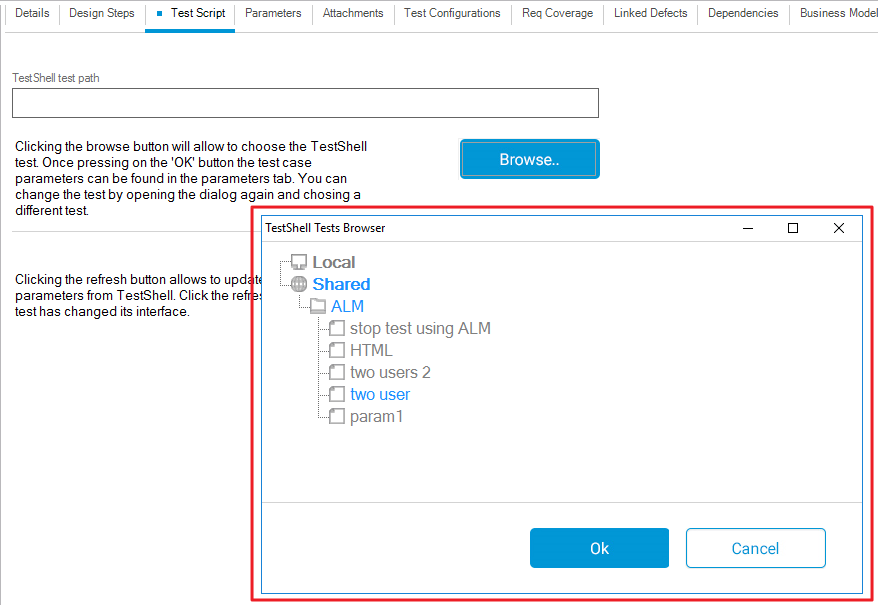 Details Design Steps Test Script Parameters Attachments Test Configurations Req Coverage Linked Defects Dependencies Business Model
TestShell test path
Clicking the browse button will allow to choose the TestShell
test. Once pressing on the 'OK' button the test case
parameters can be found in the parameters tab. You can
change the test by opening the dialog again and chosing a
different test.
Browse..
Clicking the refresh button allows to update
parameters from TestShell. Click the refre
test has changed its interface.
TestShell Tests Browser
Local
Shared
ALM
stop test using ALM
HTML
two users 2
two user
param1
Ok Cancel